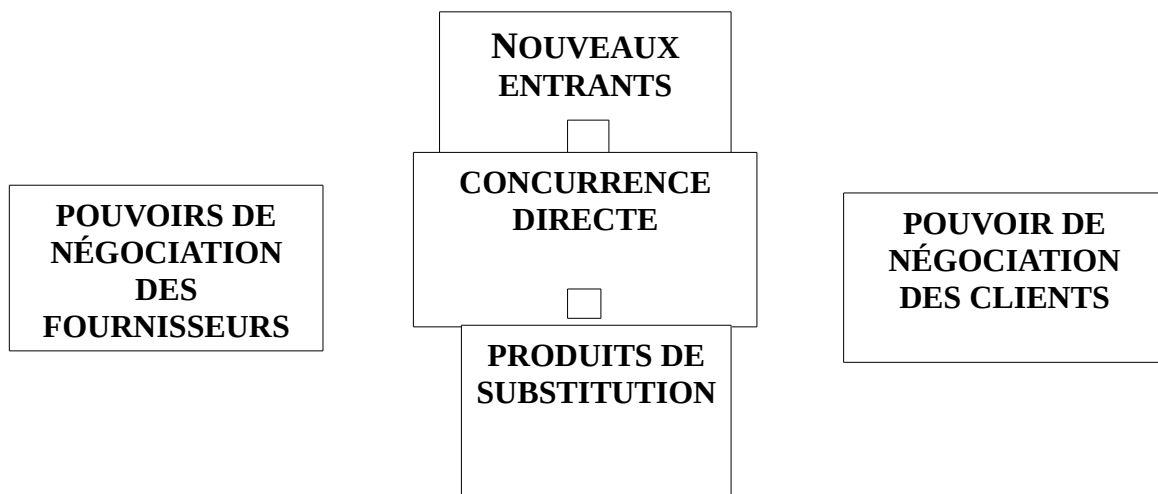 NOUVEAUX
ENTRANTS
CONCURRENCE
DIRECTE
POUVOIRS DE
NÉGOCIATION
DES
FOURNISSEURS
POUVOIR DE
NÉGOCIATION
DES CLIENTS
PRODUITS DE
SUBSTITUTION